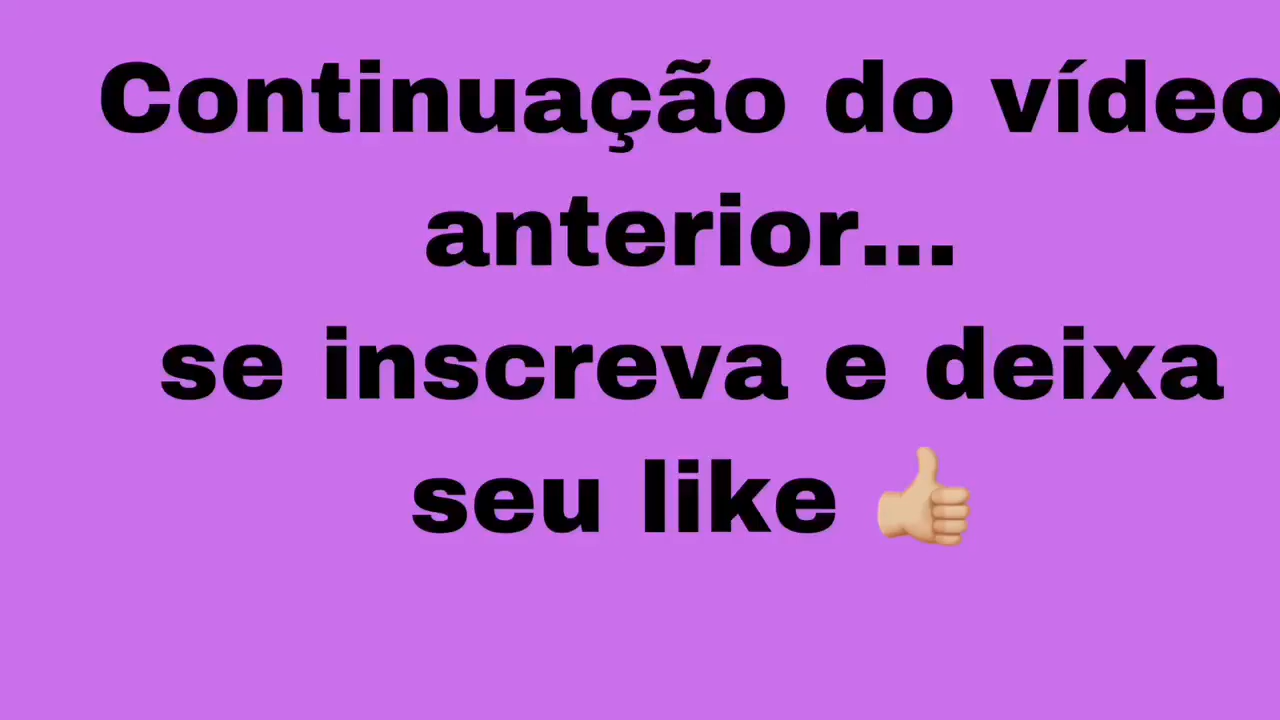 Continuação do vídeo
anterior...
se inscreva e deixa
seu like 👍🏼